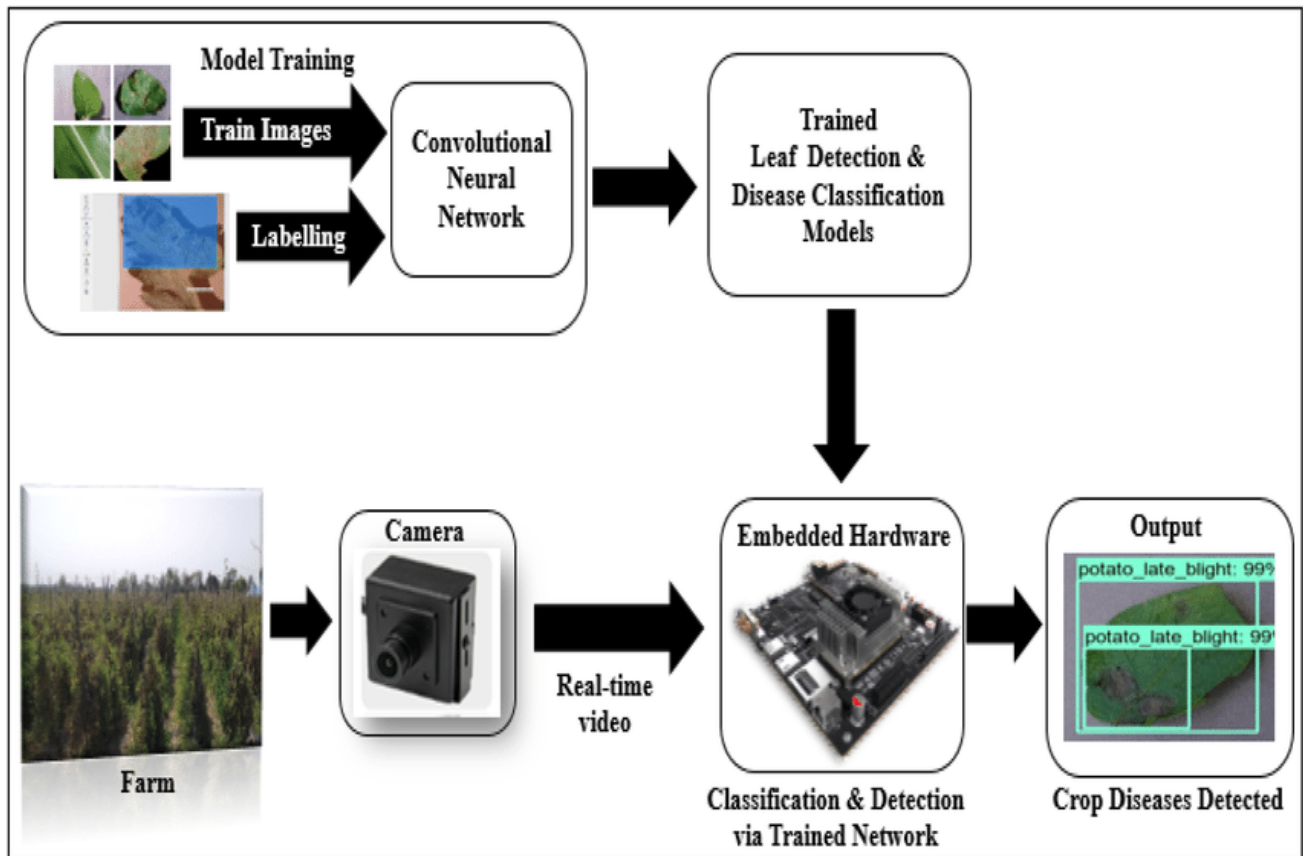 Model Training
Train Images
Labelling
Convolutional
Neural
Network
Trained
Leaf Detection &
Disease Classification
Models
Farm
Camera
Real-time
video
Embedded Hardware
Classification & Detection
via Trained Network
Output
potato_late_blight: 99%
potato_late_blight: 99%
Crop Diseases Detected